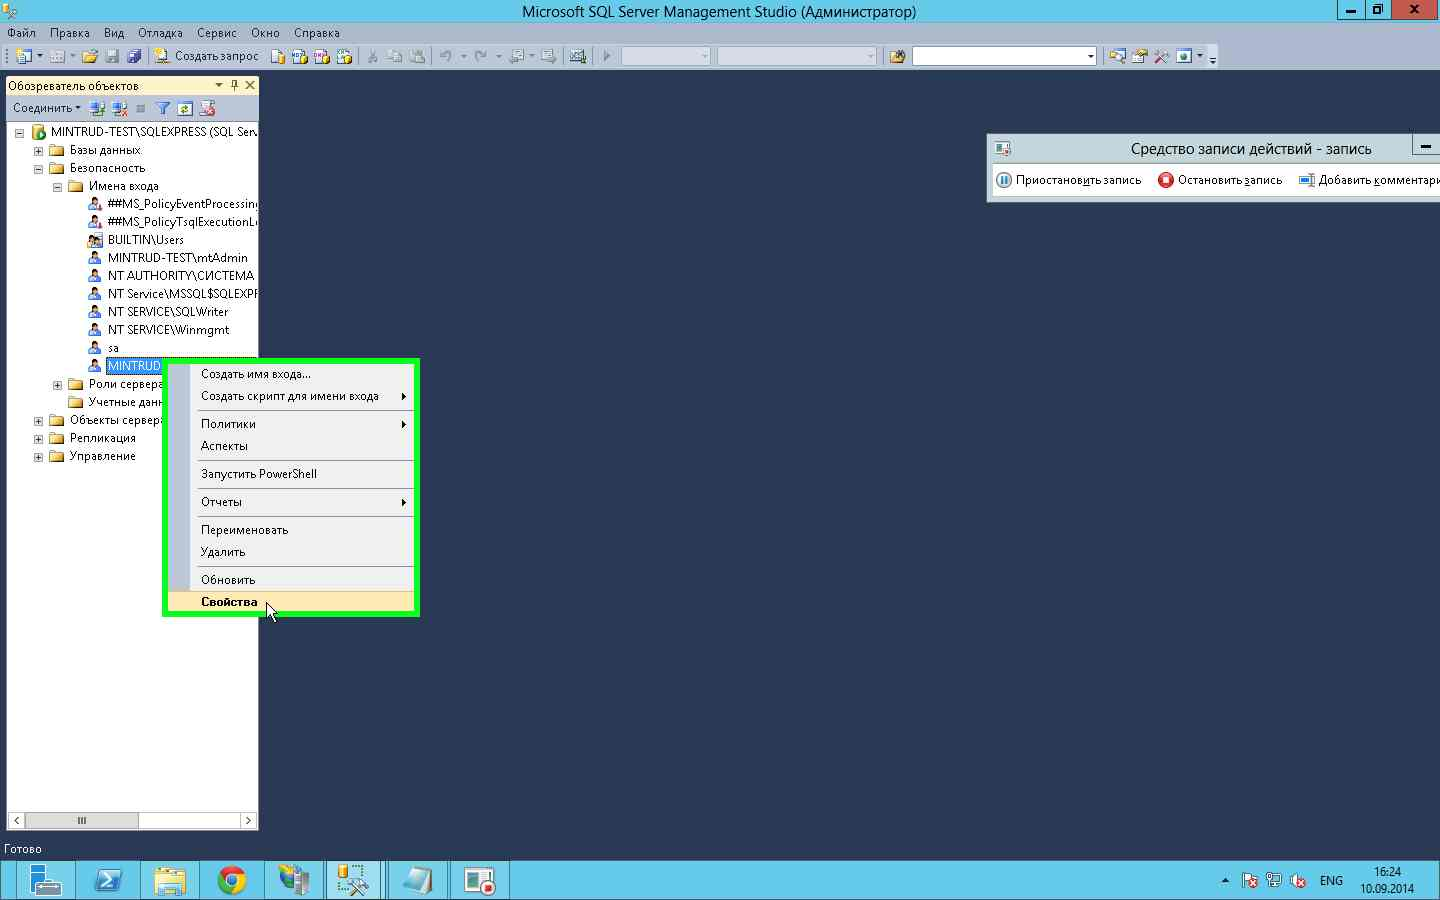 Microsoft SQL Server Management Studio (Администратор)
Файл Правка Вид Отладка Сервис Окно Справка
Создать запрос
Обозреватель объектов
Соединить
MINTRUD-TEST\SQLEXPRESS (SQL Ser
Базы данных
Безопасность
Имена входа
##MS_PolicyEventProcessing
##MS_PolicyTsqlExecutionL
BUILTIN\Users
MINTRUD-TEST\mtAdmin
NT AUTHORITY\СИСТЕМА
NT Service\MSSQL$SQLEXPR
NT SERVICE\SQLWriter
NT SERVICE\Winmgmt
sa
MINTRUD
Роли сервера
Учетные данн
Объекты сервера
Репликация
Управление
Создать имя входа...
Создать скрипт для имени входа
Политики
Аспекты
Запустить PowerShell
Отчеты
Переименовать
Удалить
Обновить
Свойства
Средство записи действий - запись
Приостановить запись Остановить запись Добавить комментари
Готово
ENG
16:24
10.09.2014